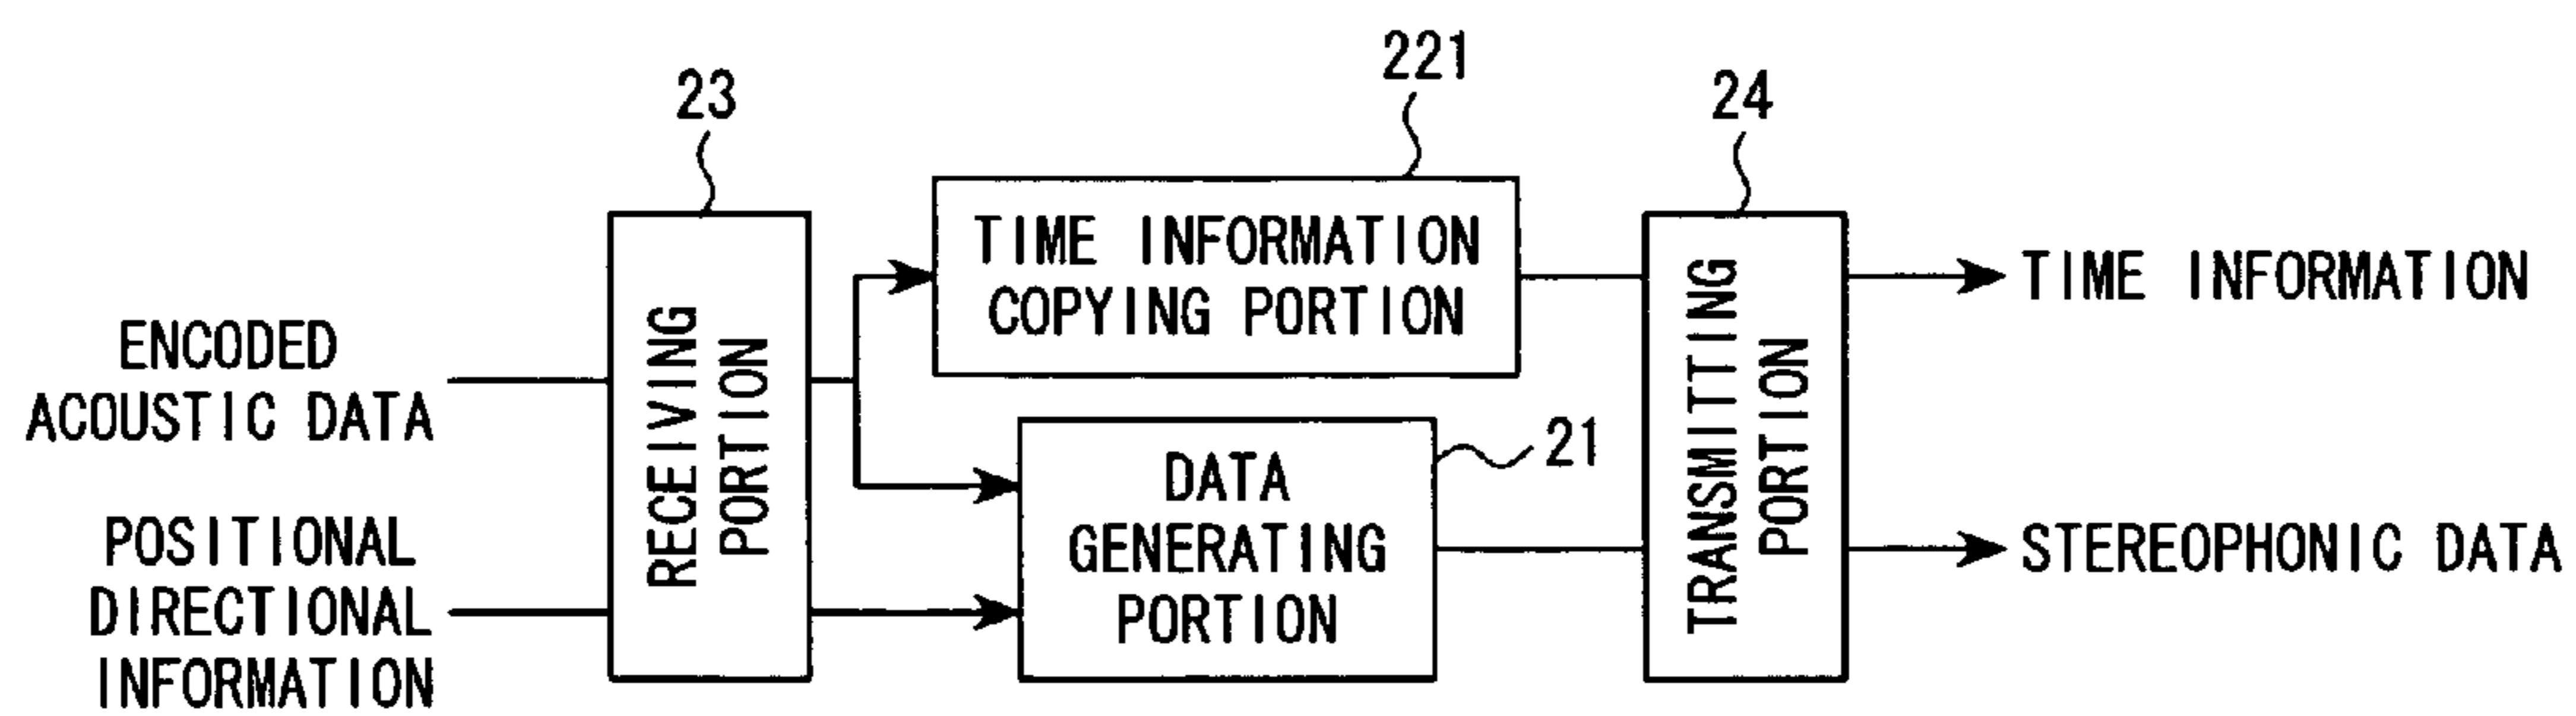 221
23
24
TIME INFORMATION
COPYING PORTION
TIME INFORMATION
ENCODED
ACOUSTIC DATA
RECEIVING
PORTION
21
DATA
GENERATING
PORTION
TRANSMITTING
PORTION
STEREOPHONIC DATA
POSITIONAL
DIRECTIONAL
INFORMATION